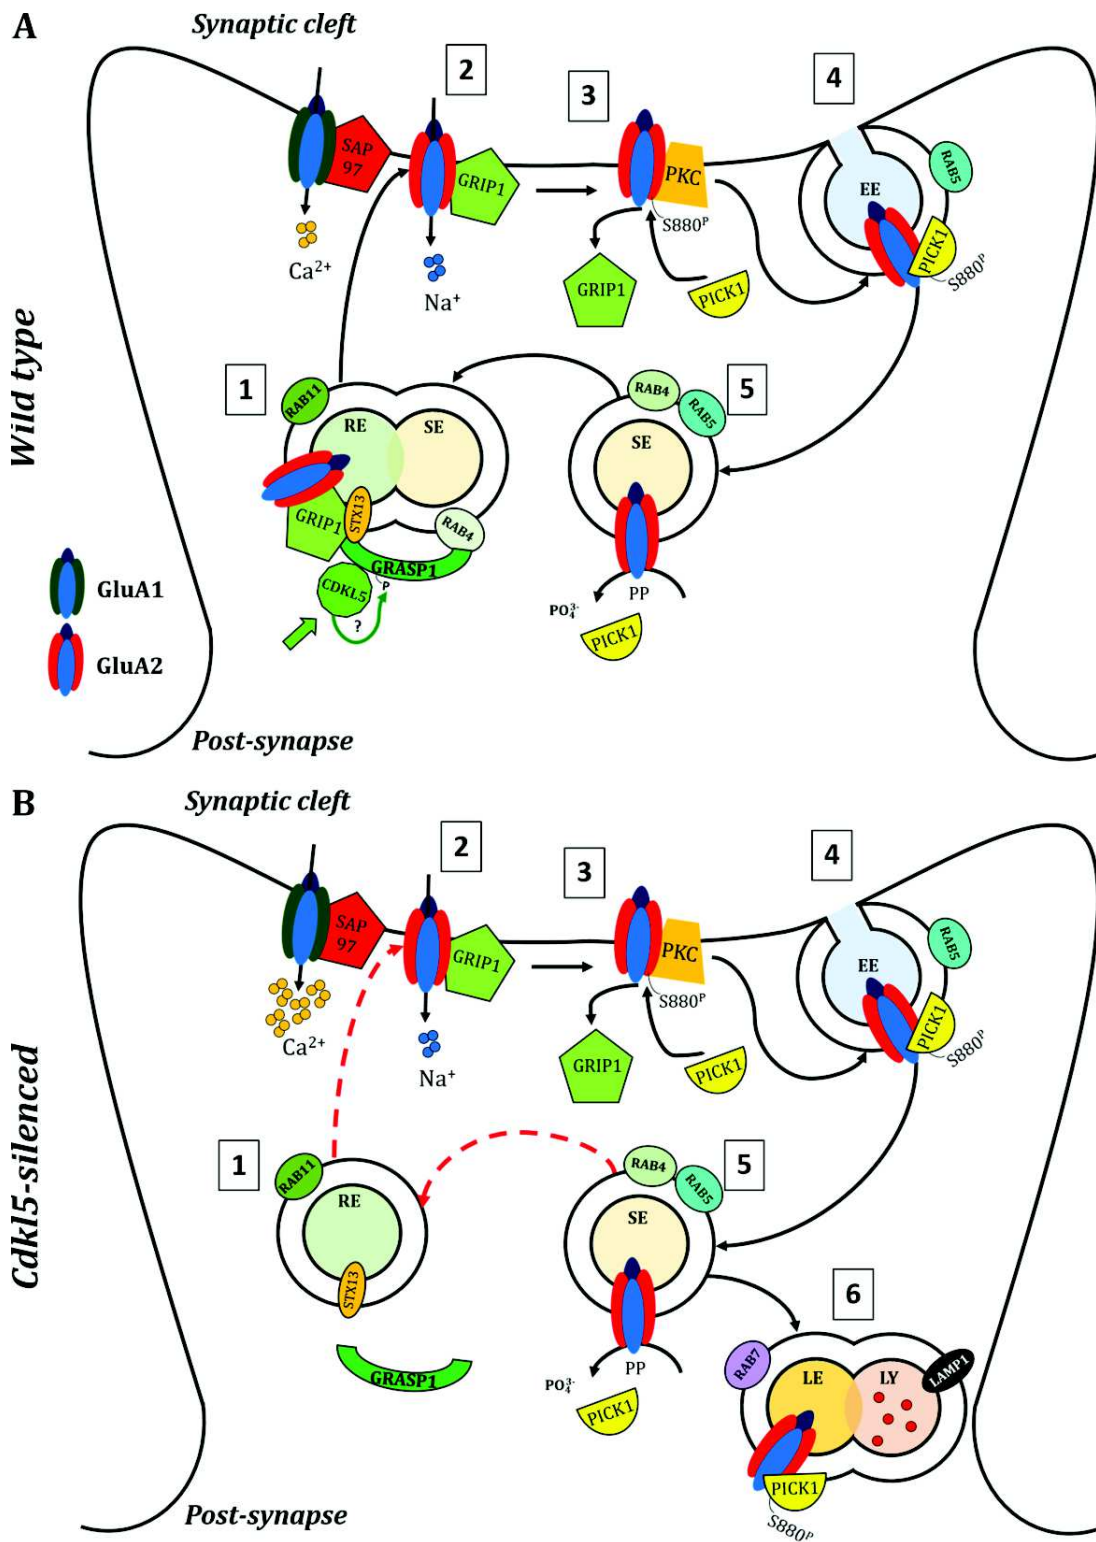 A
Synaptic cleft
2
3
4
SAP
97
GRIP1
PKC
RAB5
EE
S880ᴾ
PICK1
S880ᴾ
Ca²⁺
Na⁺
GRIP1
PICK1
Wild type
1
5
RAB11
RAB4
RAB5
RE
SE
SE
GRIP1
STX13
RAB4
GRASP1
P
CDKL5
?
PP
PO₄³⁻
PICK1
GluA1
GluA2
Post-synapse
B
Synaptic cleft
2
3
4
SAP
97
GRIP1
PKC
RAB5
EE
S880ᴾ
PICK1
S880ᴾ
Ca²⁺
Na⁺
GRIP1
PICK1
Cdkl5-silenced
1
5
RAB11
RAB4
RAB5
RE
SE
STX13
6
GRASP1
PP
PO₄³⁻
PICK1
RAB7
LE
LY
LAMP1
PICK1
S880ᴾ
Post-synapse